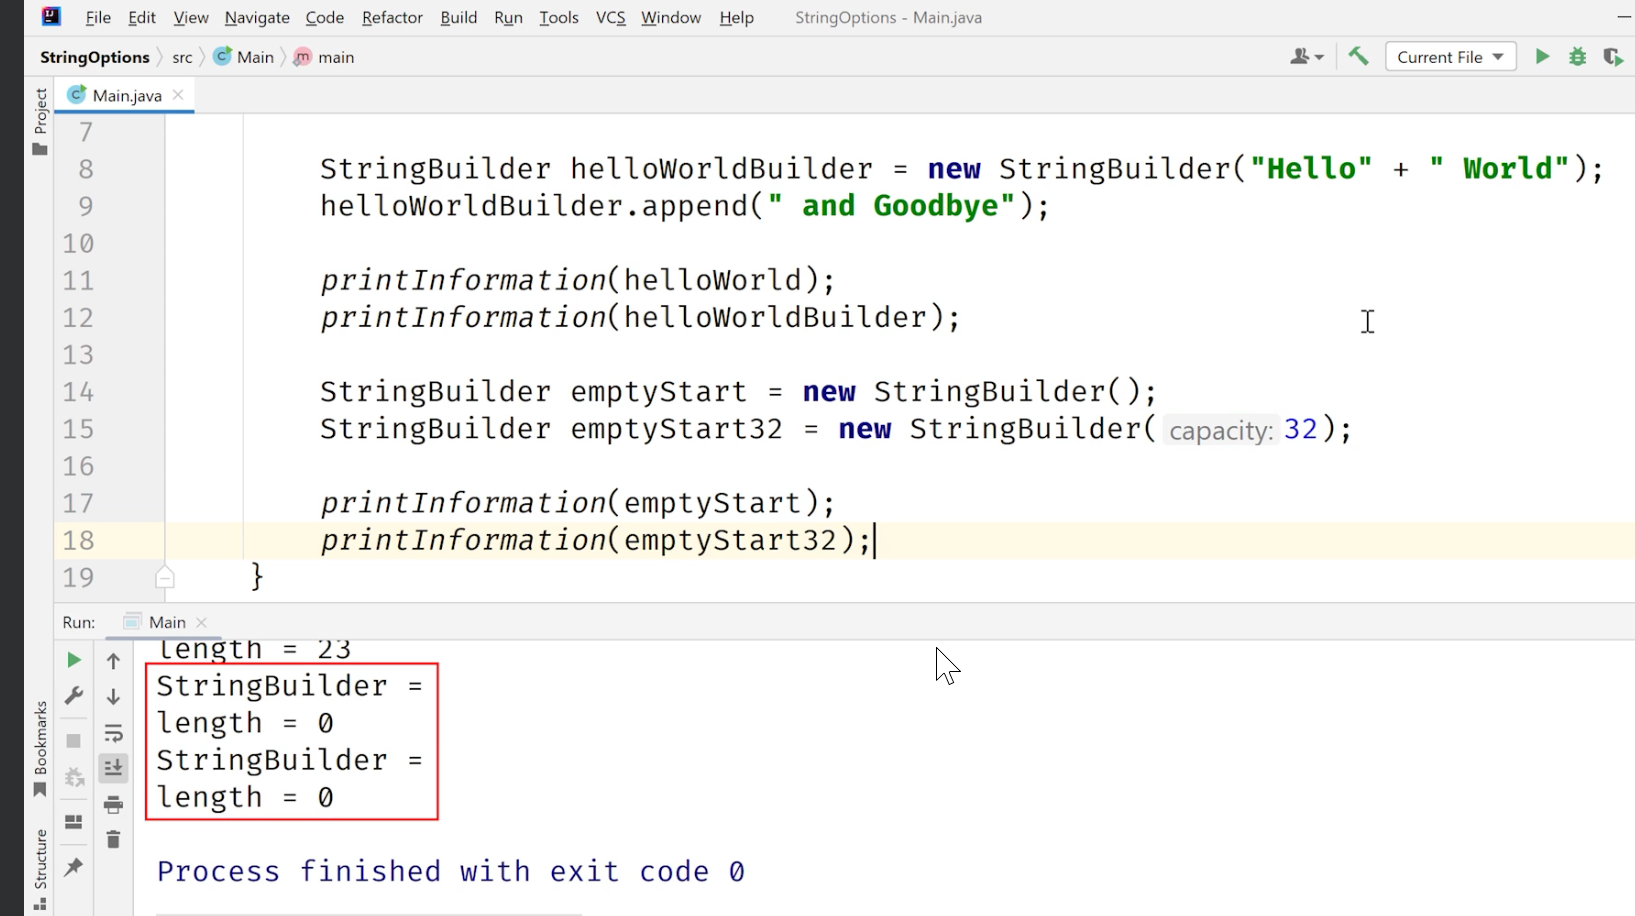 File Edit View Navigate Code Refactor Build Run Tools VCS Window Help StringOptions - Main.java
StringOptions src Main main Current File
Project
Main.java
7
8 StringBuilder helloWorldBuilder = new StringBuilder("Hello" + " World");
9 helloWorldBuilder.append(" and Goodbye");
10
11 printInformation(helloWorld);
12 printInformation(helloWorldBuilder);
13
14 StringBuilder emptyStart = new StringBuilder();
15 StringBuilder emptyStart32 = new StringBuilder( capacity: 32);
16
17 printInformation(emptyStart);
18 printInformation(emptyStart32);
19 }
Run: Main
length = 23
StringBuilder =
length = 0
StringBuilder =
length = 0
Process finished with exit code 0
Bookmarks
Structure